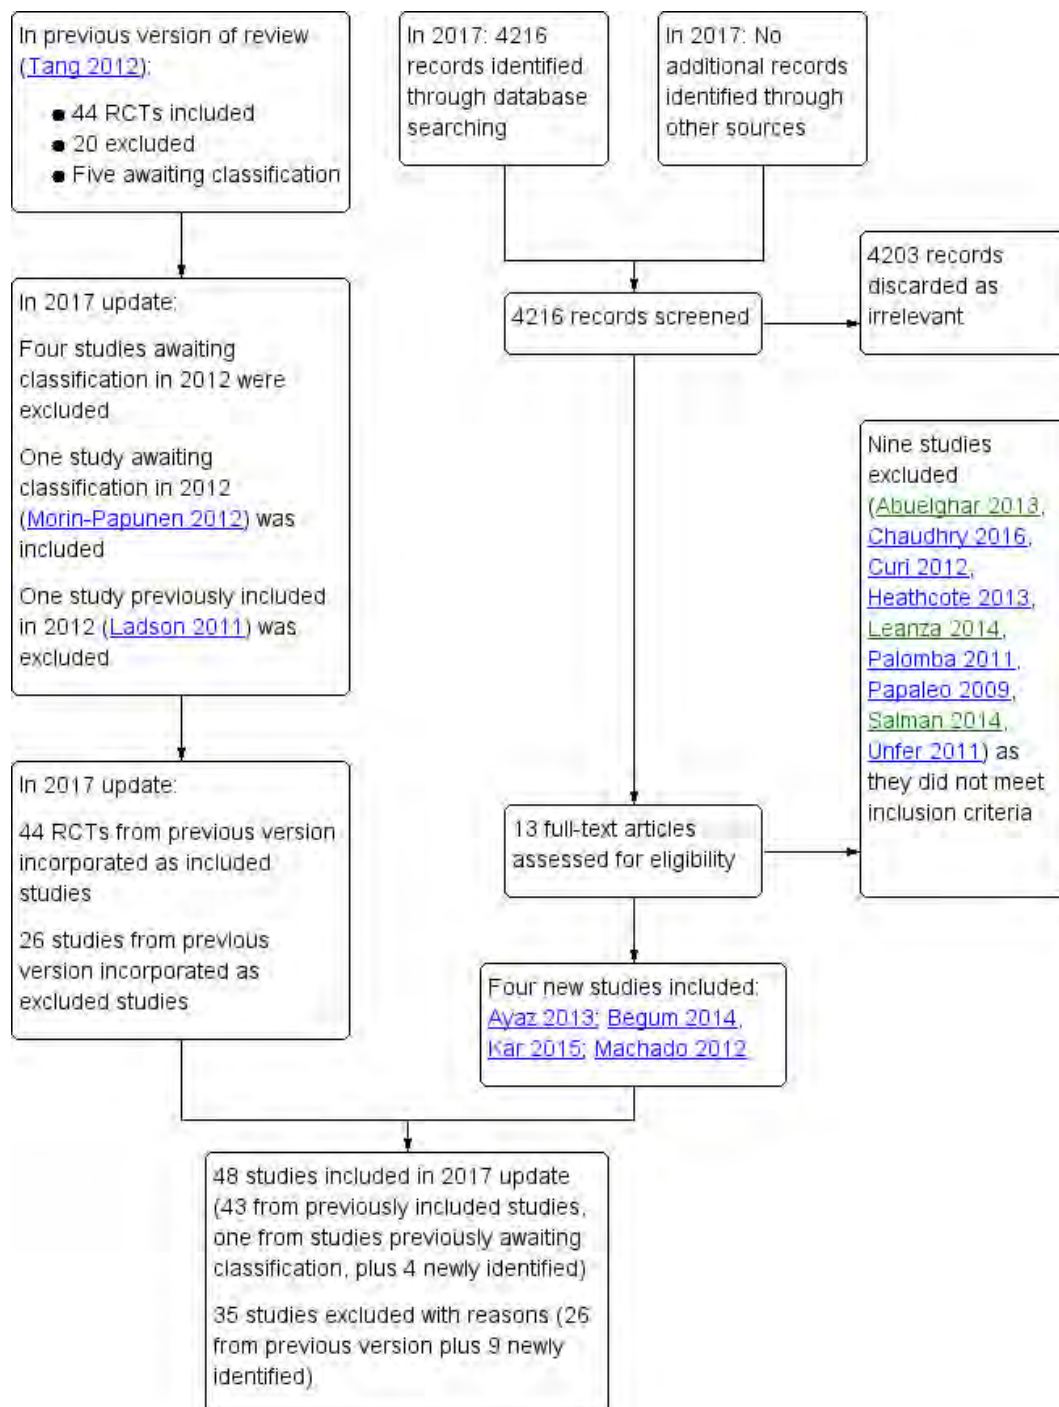 In previous version of review
(Tang 2012):
● 44 RCTs included
● 20 excluded
● Five awaiting classification
In 2017: 4216
records identified
through database
searching
In 2017: No
additional records
identified through
other sources
4216 records screened
4203 records
discarded as
irrelevant
In 2017 update:
Four studies awaiting
classification in 2012 were
excluded
One study awaiting
classification in 2012
(Morin-Papunen 2012) was
included
One study previously included
in 2012 (Ladson 2011) was
excluded
Nine studies
excluded
(Abuelghar 2013,
Chaudhry 2016,
Curi 2012,
Heathcote 2013,
Leanza 2014,
Palomba 2011,
Papaleo 2009,
Salman 2014,
Unfer 2011) as
they did not meet
inclusion criteria
In 2017 update:
44 RCTs from previous version
incorporated as included
studies
26 studies from previous
version incorporated as
excluded studies
13 full-text articles
assessed for eligibility
Four new studies included:
Ayaz 2013; Begum 2014,
Kar 2015; Machado 2012
48 studies included in 2017 update
(43 from previously included studies,
one from studies previously awaiting
classification, plus 4 newly identified)
35 studies excluded with reasons (26
from previous version plus 9 newly
identified)